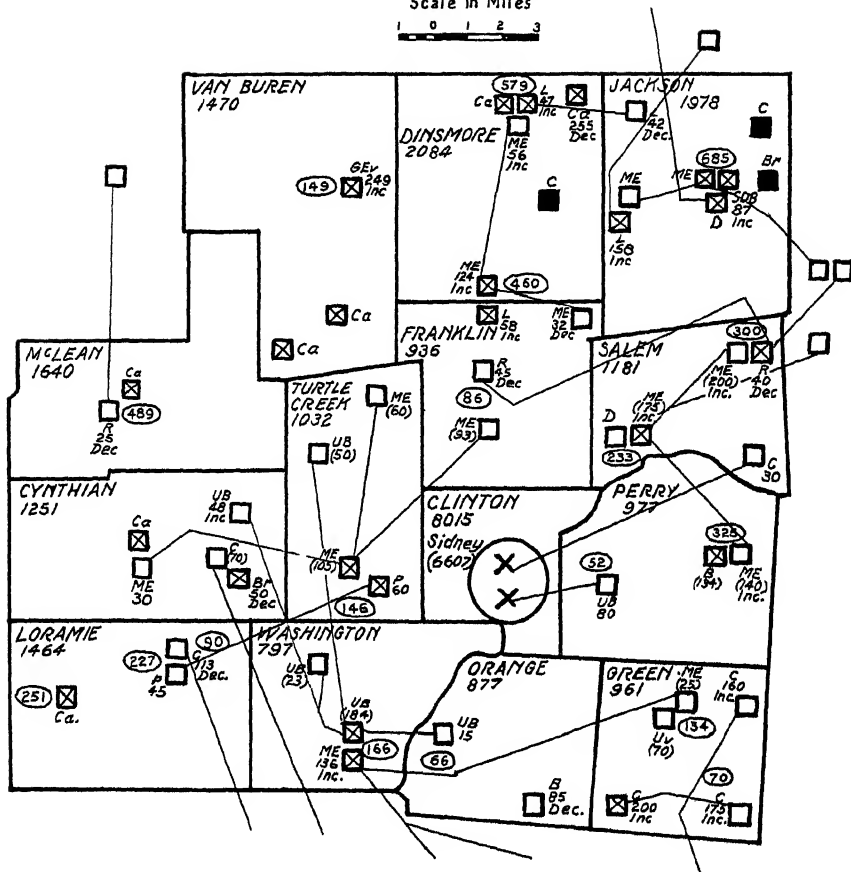 Scale in Miles
1 0 1 2 3
VAN BUREN
1470
149
GEv
249
Inc
Ca
Ca
DINSMORE
2084
579
Ca
L
47
Inc
ME
56
Inc
Ca
255
Dec
C
ME
124
Inc
460
JACKSON
1978
L
42
Dec.
C
685
ME
ME
Br
SDB
87
Inc
D
L
158
Inc
McLEAN
1640
Ca
489
R
25
Dec
FRANKLIN
936
L
58
Inc
ME
32
Dec
R
45
Dec
86
ME
(93)
SALEM
1181
300
ME
(200)
Inc.
R
40
Dec
ME
(175)
Inc.
D
233
C
30
TURTLE
CREEK
1032
ME
(60)
UB
(50)
ME
(105)
P
60
146
CYNTHIAN
1251
UB
48
Inc
Ca
ME
30
C
(70)
Br
50
Dec
CLINTON
8015
Sidney
(6607)
PERRY
977
325
(134)
ME
(140)
Inc.
52
UB
80
LORAMIE
1464
90
227
113
Dec.
P
45
251
Ca.
WASHINGTON
797
UB
(23)
UB
(184)
166
ME
136
Inc.
ORANGE
877
UB
15
66
B
85
Dec.
GREEN
961
ME
(25)
C
160
Inc
Uv
(70)
134
70
200
Inc
C
175
Inc.